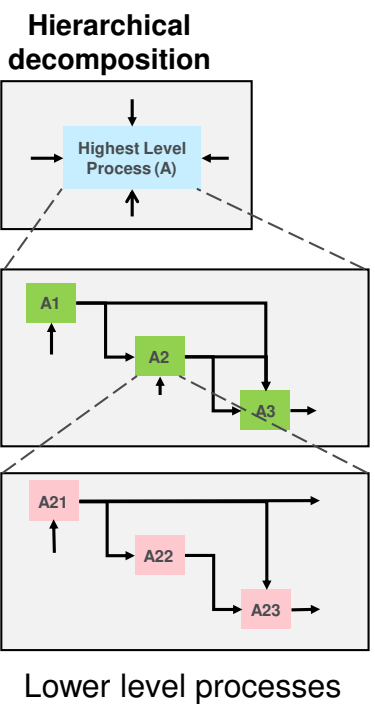 Hierarchical
decomposition
Highest Level
Process (A)
A1
A2
A3
A21
A22
A23
Lower level processes